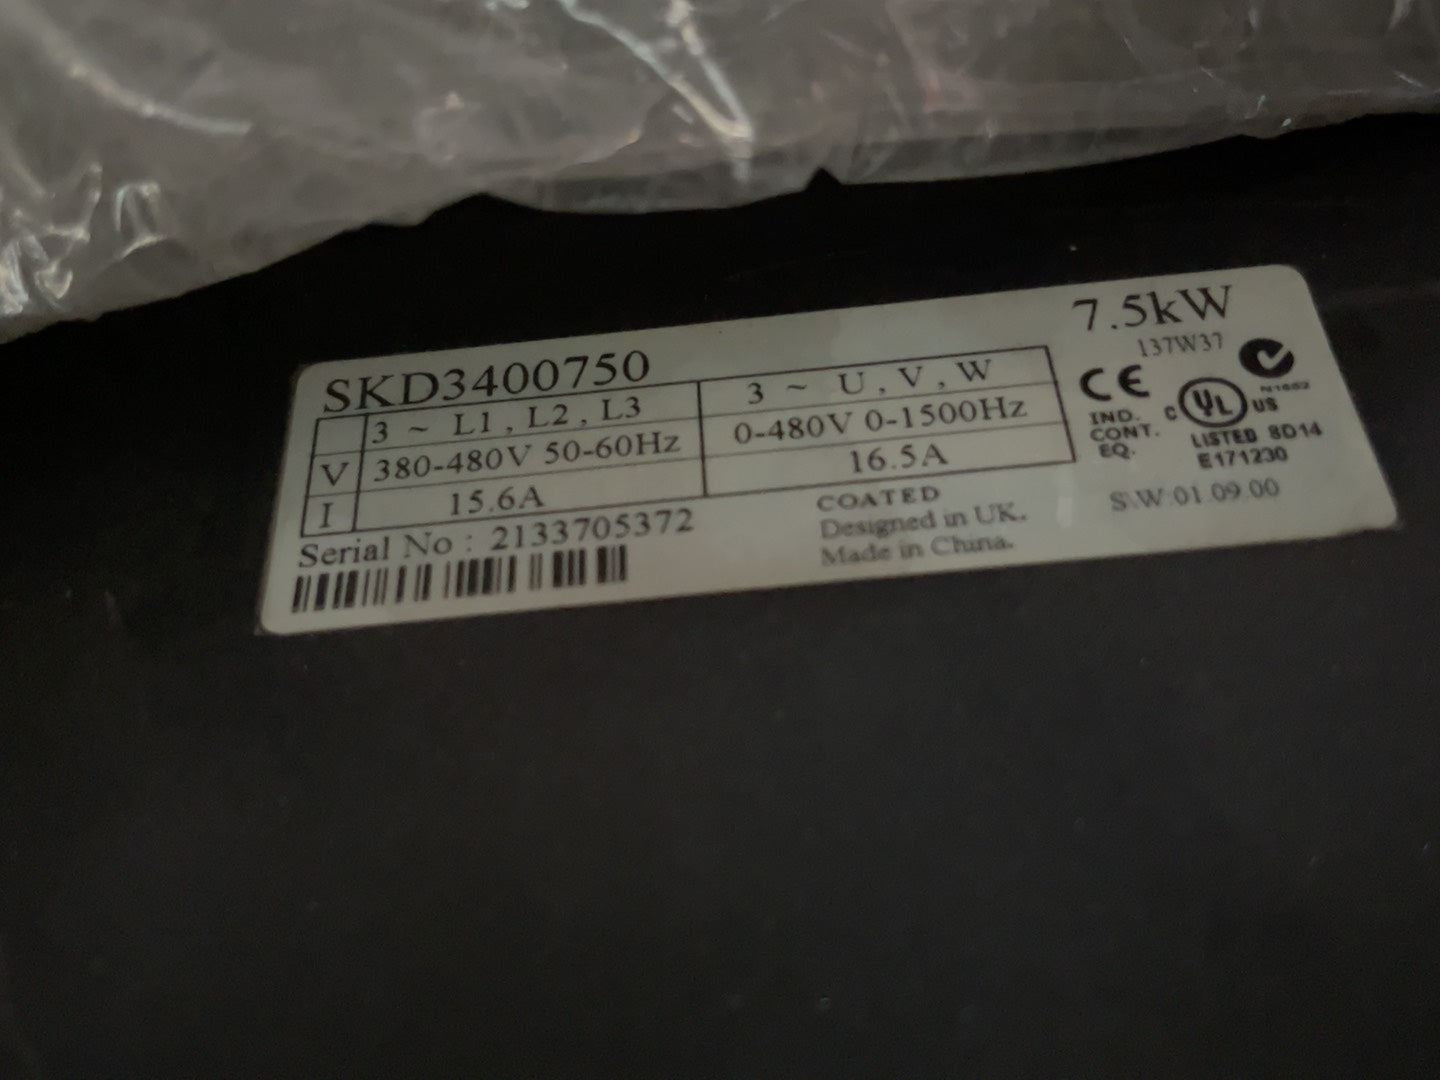 SKD3400750
7.5kW
137W37
3 ~ L1 , L2 , L3
3 ~ U , V , W
V
380-480V 50-60Hz
0-480V 0-1500Hz
I
15.6A
16.5A
CE
IND.
CONT.
EQ.
C UL US
LISTED 8D14
E171230
Serial No : 2133705372
COATED
Designed in UK.
Made in China.
S\W:01.09.00